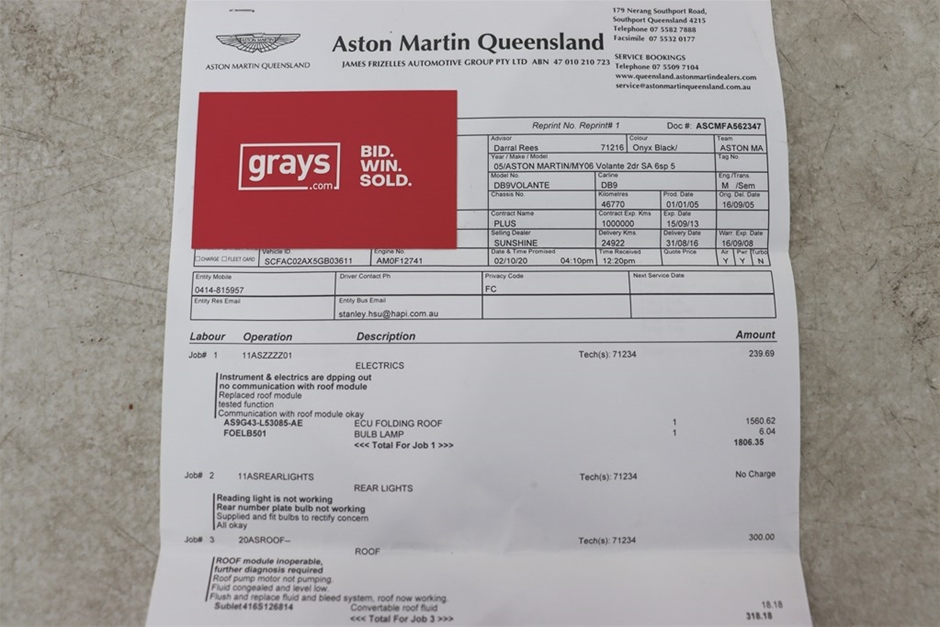 179 Nerang Southport Road,
Southport Queensland 4215
Telephone 07 5582 7888
Facsimile 07 5532 0177
ASTON MARTIN
ASTON MARTIN QUEENSLAND
Aston Martin Queensland
JAMES FRIZELLES AUTOMOTIVE GROUP PTY LTD ABN 47 010 210 723
SERVICE BOOKINGS
Telephone 07 5509 7104
www.queensland.astonmartindealers.com
service@astonmartinqueensland.com.au
grays
.com
BID.
WIN.
SOLD.
Reprint No. Reprint# 1 Doc #: ASCMFA562347
Advisor Colour Team
Darral Rees 71216 Onyx Black/ ASTON MA
Year / Make / Model Tag No.
05/ASTON MARTIN/MY06 Volante 2dr SA 6sp 5
Model No Carline Eng./Trans.
DB9VOLANTE DB9 M /Sem
Chassis No. Kilometres Prod. Date Orig. Del. Date
46770 01/01/05 16/09/05
Contract Name Contract Exp. Kms Exp. Date
PLUS 1000000 15/09/13
Selling Dealer Delivery Kms Delivery Date Warr. Exp. Date
SUNSHINE 24922 31/08/16 16/09/08
CHARGE FLEET CARD Vehicle ID Engine No. Date & Time Promised Time Received Quote Price Air Pwr Turbo
SCFAC02AX5GB03611 AM0F12741 02/10/20 04:10pm 12:20pm Y Y N
Entity Mobile Driver Contact Ph Privacy Code Next Service Date
0414-815957 FC
Entity Res Email Entity Bus Email
stanley.hsu@hapi.com.au
Labour Operation Description Amount
Job# 1 11ASZZZZ01 Tech(s): 71234 239.69
ELECTRICS
Instrument & electrics are dpping out
no communication with roof module
Replaced roof module
tested function
Communication with roof module okay
AS9G43-L53085-AE ECU FOLDING ROOF 1 1560.62
FOELB501 BULB LAMP 1 6.04
<<< Total For Job 1 >>> 1806.35
Job# 2 11ASREARLIGHTS Tech(s): 71234 No Charge
REAR LIGHTS
Reading light is not working
Rear number plate bulb not working
Supplied and fit bulbs to rectify concern
All okay
Job# 3 20ASROOF-- Tech(s): 71234 300.00
ROOF
ROOF module inoperable,
further diagnosis required
Roof pump motor not pumping.
Fluid congealed and level low.
Flush and replace fluid and bleed system, roof now working.
Sublet416S126814 Convertable roof fluid 18.18
<<< Total For Job 3 >>> 318.18